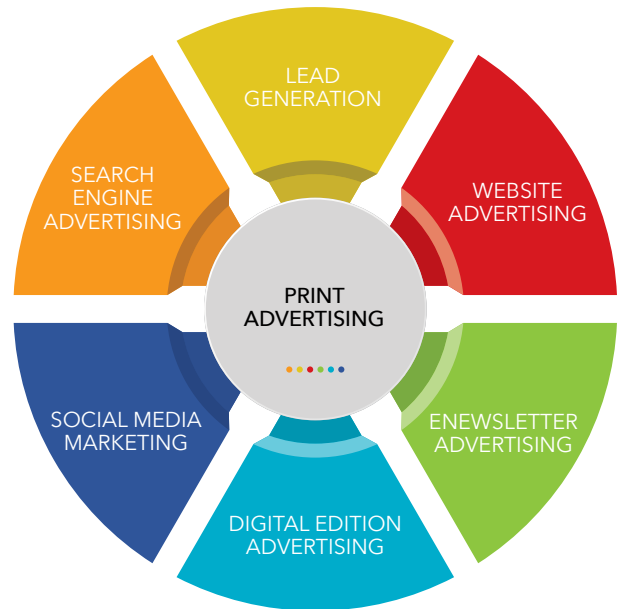 LEAD
GENERATION
WEBSITE
ADVERTISING
ENEWSLETTER
ADVERTISING
DIGITAL EDITION
ADVERTISING
SOCIAL MEDIA
MARKETING
SEARCH
ENGINE
ADVERTISING
PRINT
ADVERTISING